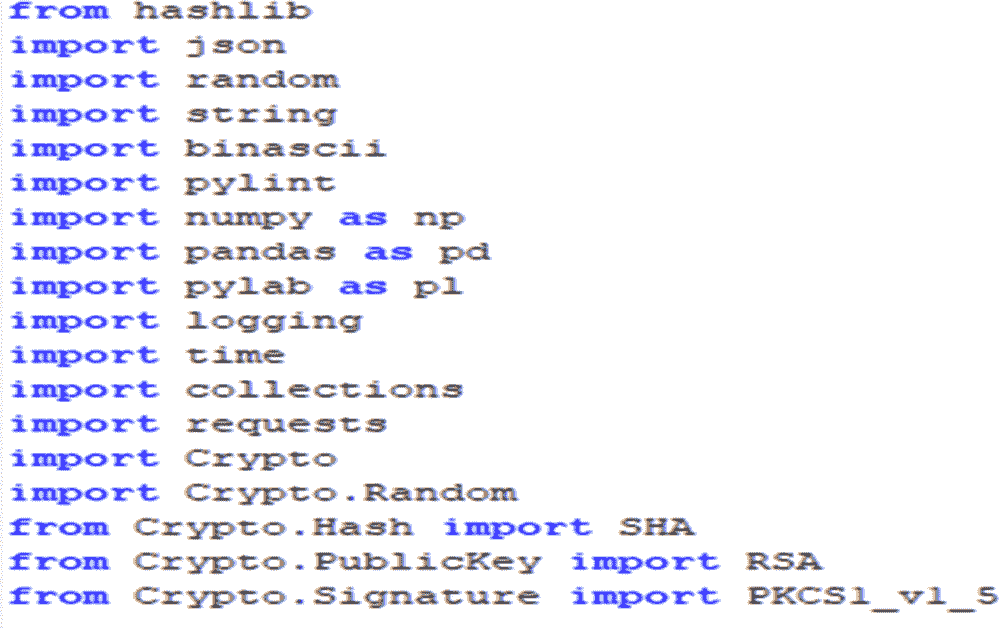 from hashlib
import json
import random
import string
import binascii
import pylint
import numpy as np
import pandas as pd
import pylab as pl
import logging
import time
import collections
import requests
import Crypto
import Crypto.Random
from Crypto.Hash import SHA
from Crypto.PublicKey import RSA
from Crypto.Signature import PKCS1_v1_5